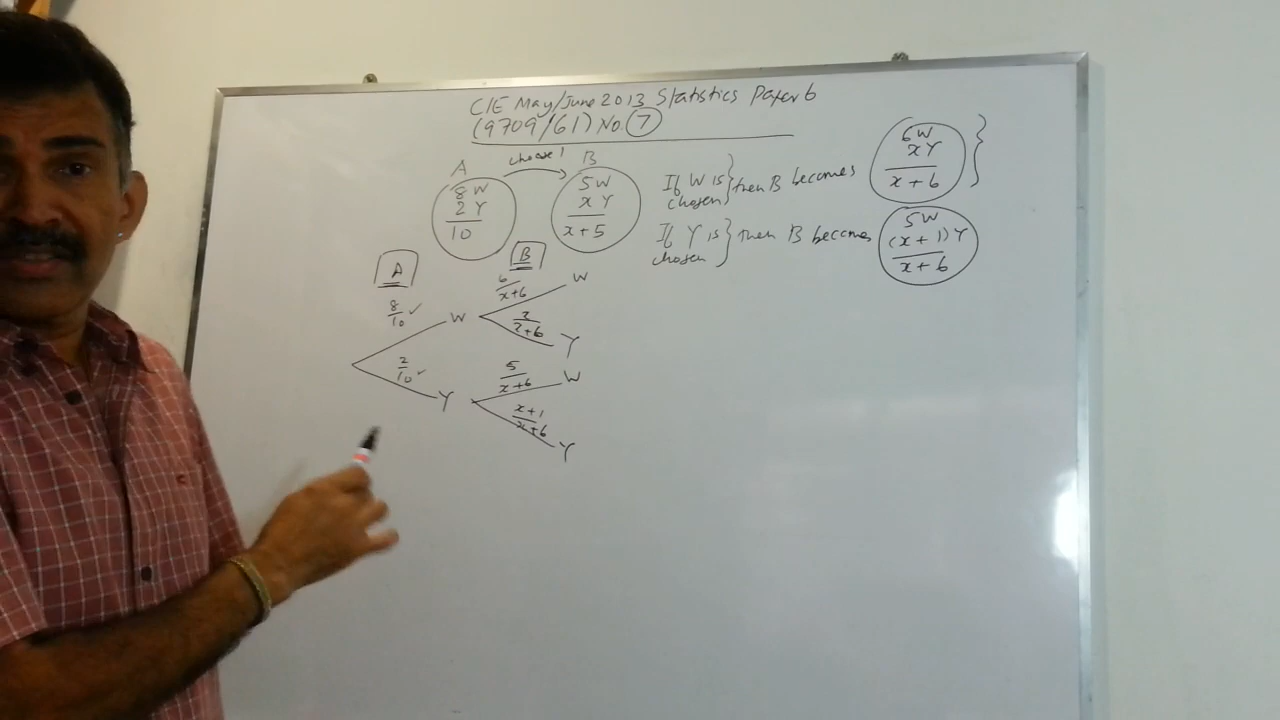 CIE May/June 2013 Statistics Paper 6
(9709/61) No. 7
A
choose 1
B
8 W
2 Y
10
5 W
x Y
x+5
If W is chosen } then B becomes
6 W
x Y
x+6
If Y is chosen } then B becomes
5 W
(x+1) Y
x+6
A
B
8/10 ✓
W
6/x+6
W
x/x+6
Y
2/10 ✓
Y
5/x+6
W
x+1/x+6
Y